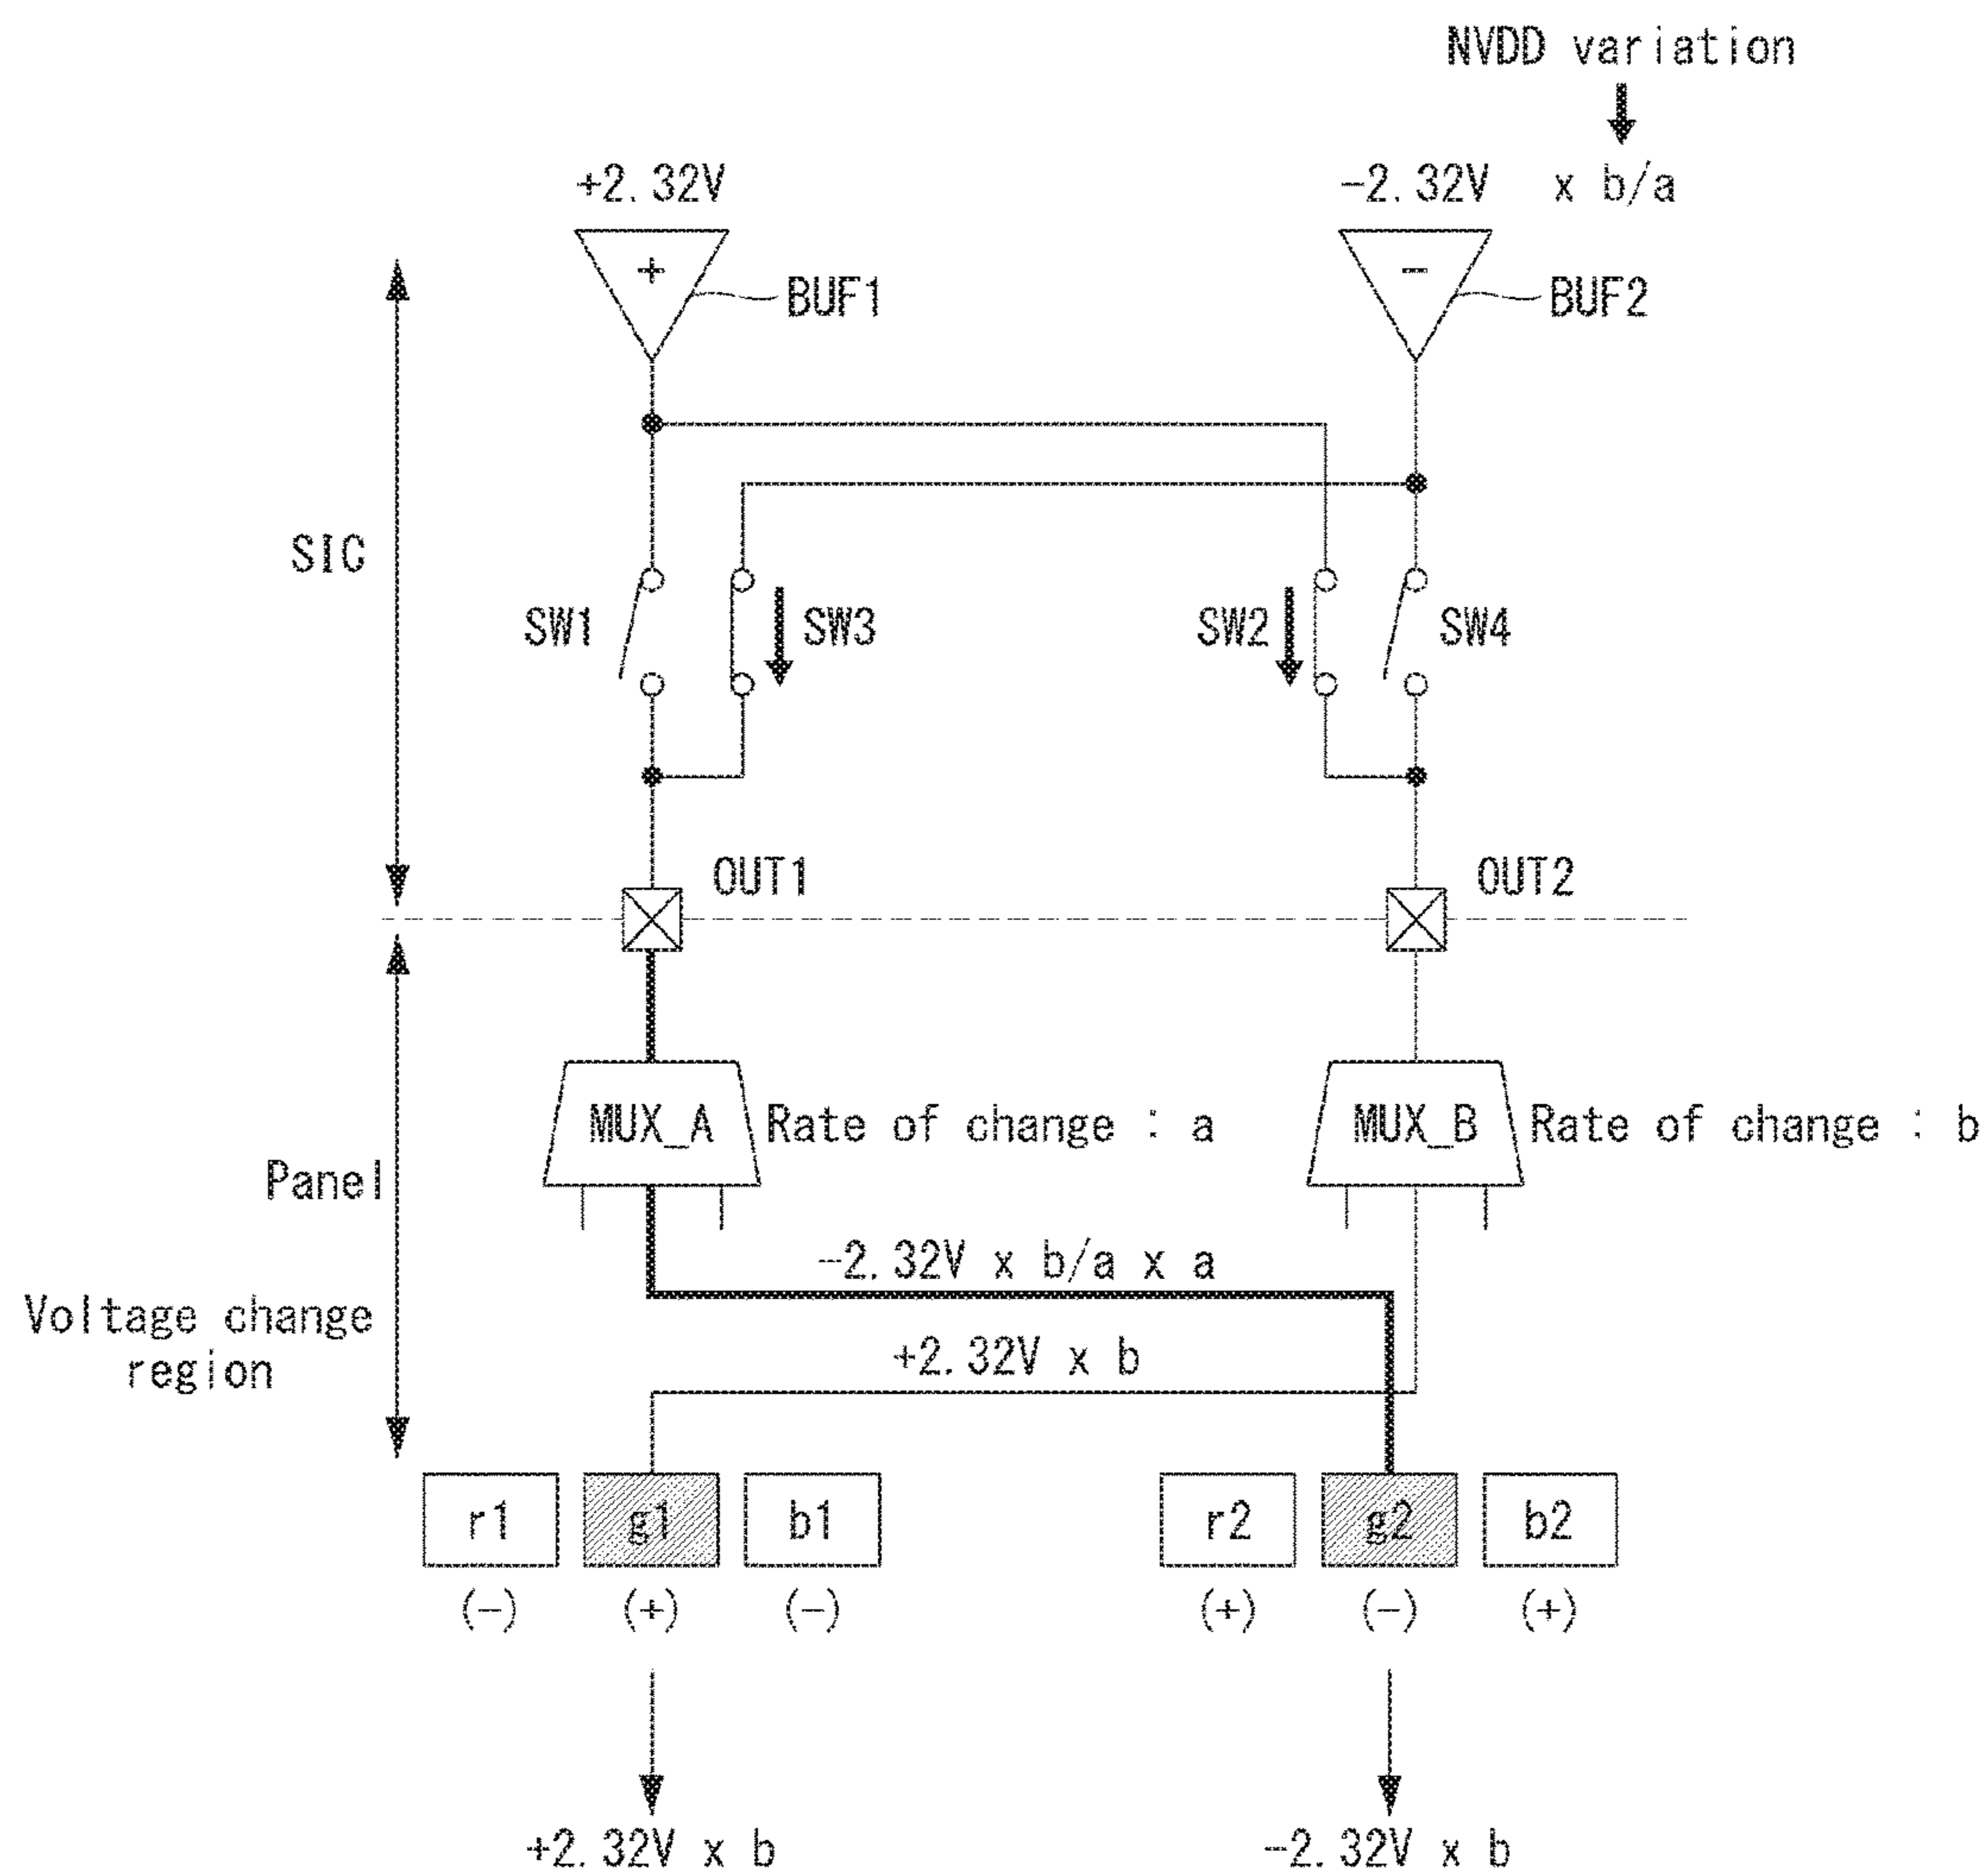 NVDD variation
+2.32V
-2.32V x b/a
+
-
BUF1
BUF2
SIC
SW1
SW3
SW2
SW4
OUT1
OUT2
MUX_A
Rate of change : a
MUX_B
Rate of change : b
Panel
-2.32V x b/a x a
Voltage change
region
+2.32V x b
r1
g1
b1
r2
g2
b2
(-)
(+)
(-)
(+)
(-)
(+)
+2.32V x b
-2.32V x b